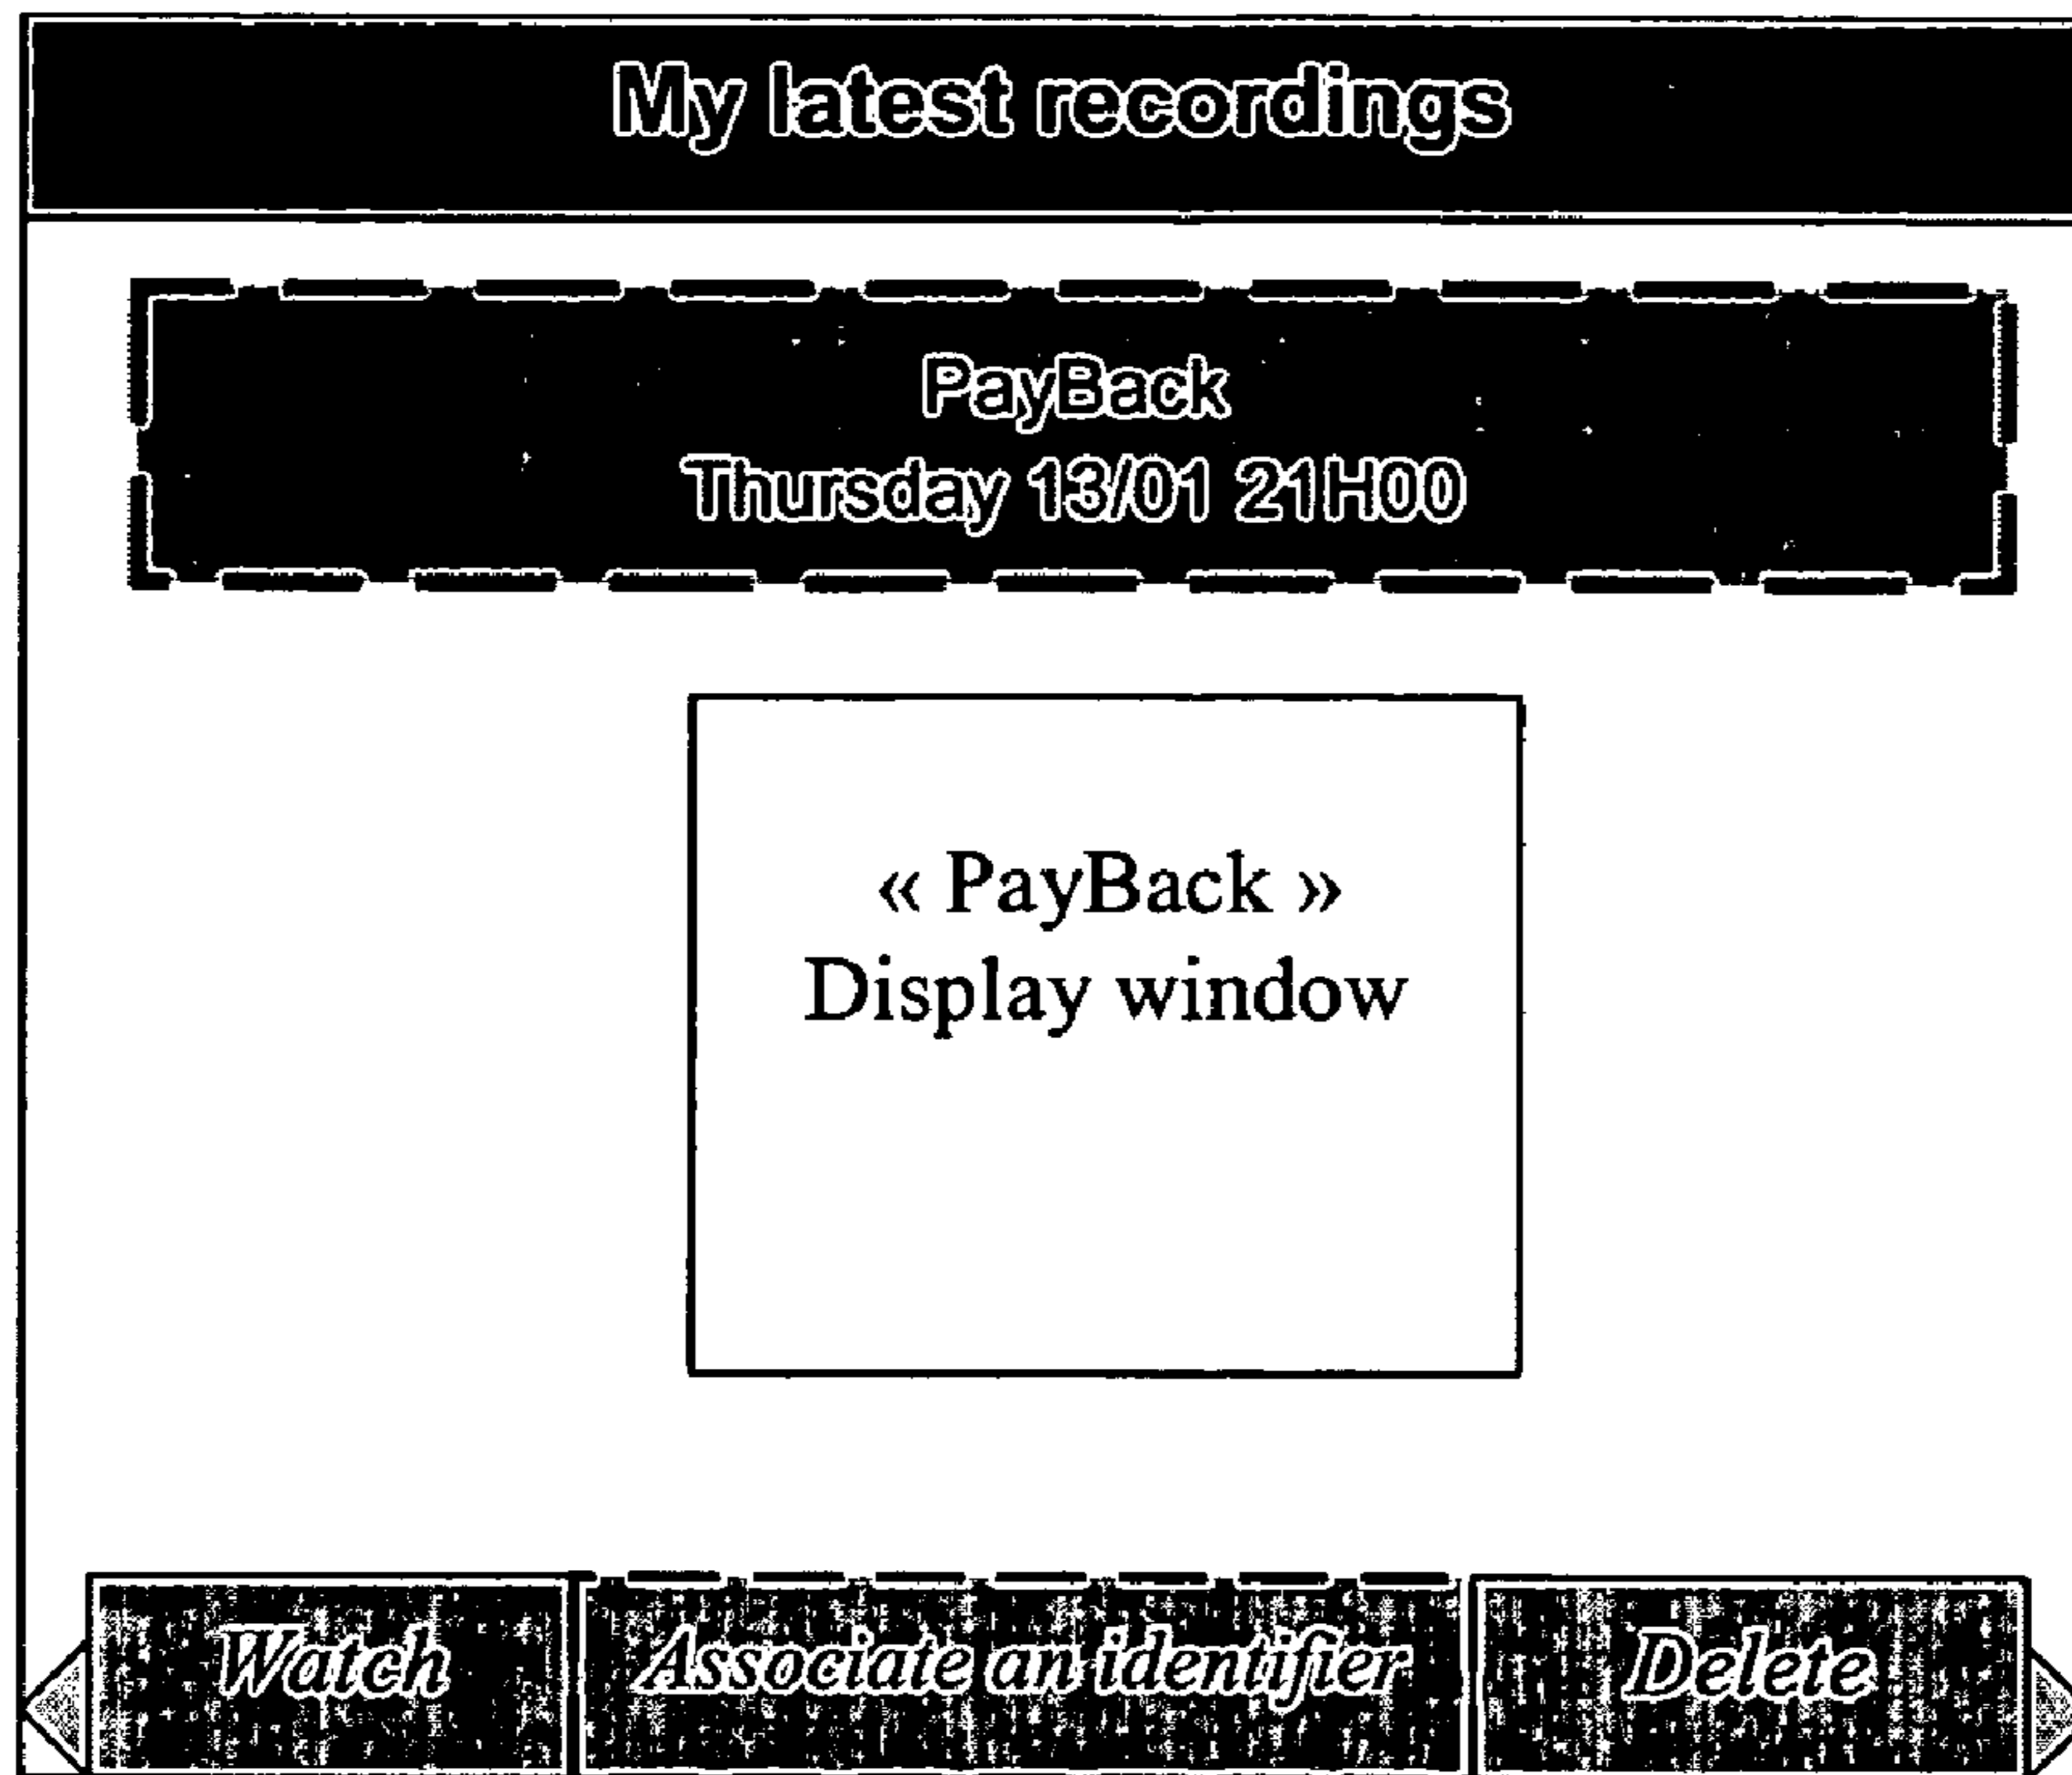 My latest recordings
PayBack
Thursday 13/01 21H00
« PayBack »
Display window
Watch
Associate an identifier
Delete